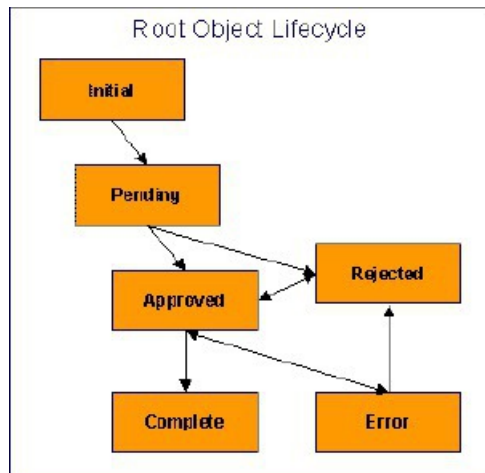 Root Object Lifecycle
Initial
Pending
Rejected
Approved
Complete
Error